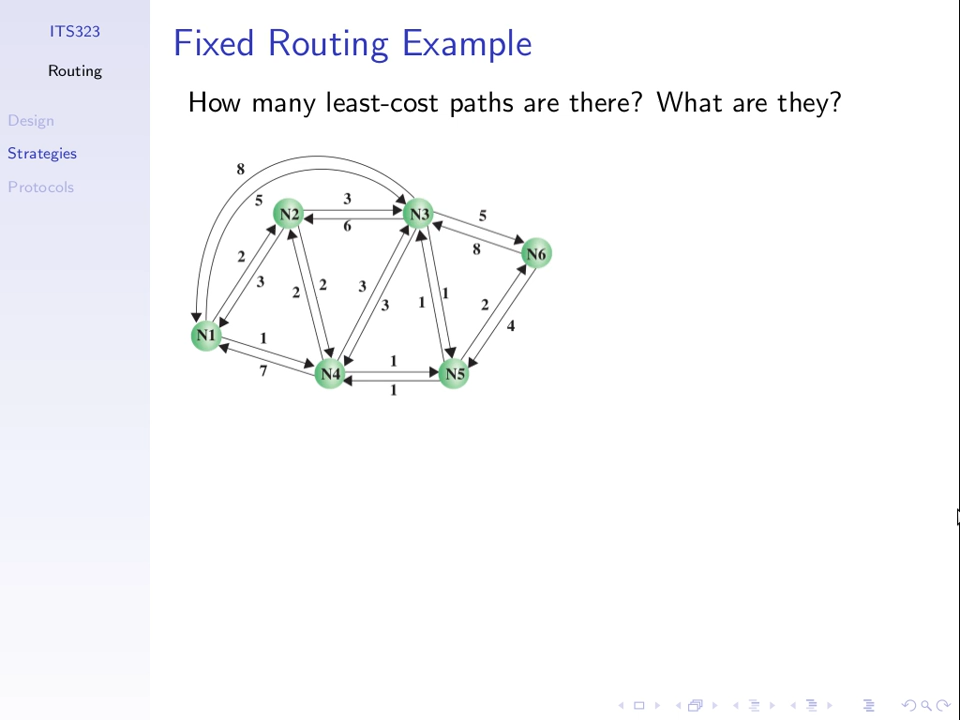 ITS323
Routing
Design
Strategies
Protocols
Fixed Routing Example
How many least-cost paths are there? What are they?
8
5
N2
3
6
N3
5
8
N6
2
3
2
2
3
3
1
1
2
4
N1
1
7
N4
1
1
N5